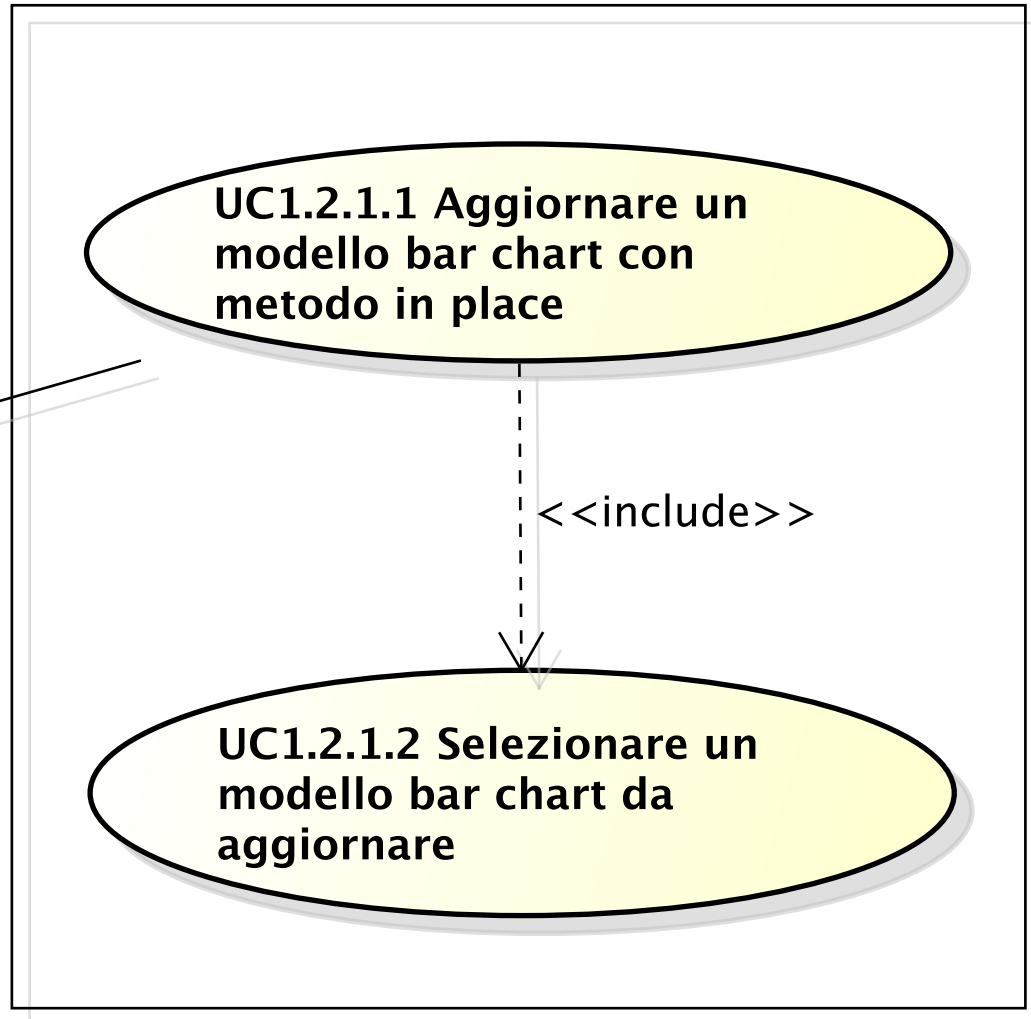 UC1.2.1.1 Aggiornare un
modello bar chart con
metodo in place
<<include>>
UC1.2.1.2 Selezionare un
modello bar chart da
aggiornare